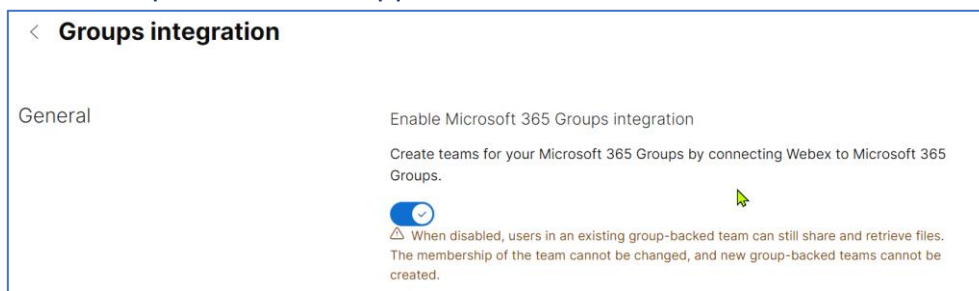 Groups integration
General
Enable Microsoft 365 Groups integration
Create teams for your Microsoft 365 Groups by connecting Webex to Microsoft 365
Groups.
When disabled, users in an existing group-backed team can still share and retrieve files.
The membership of the team cannot be changed, and new group-backed teams cannot be
created.